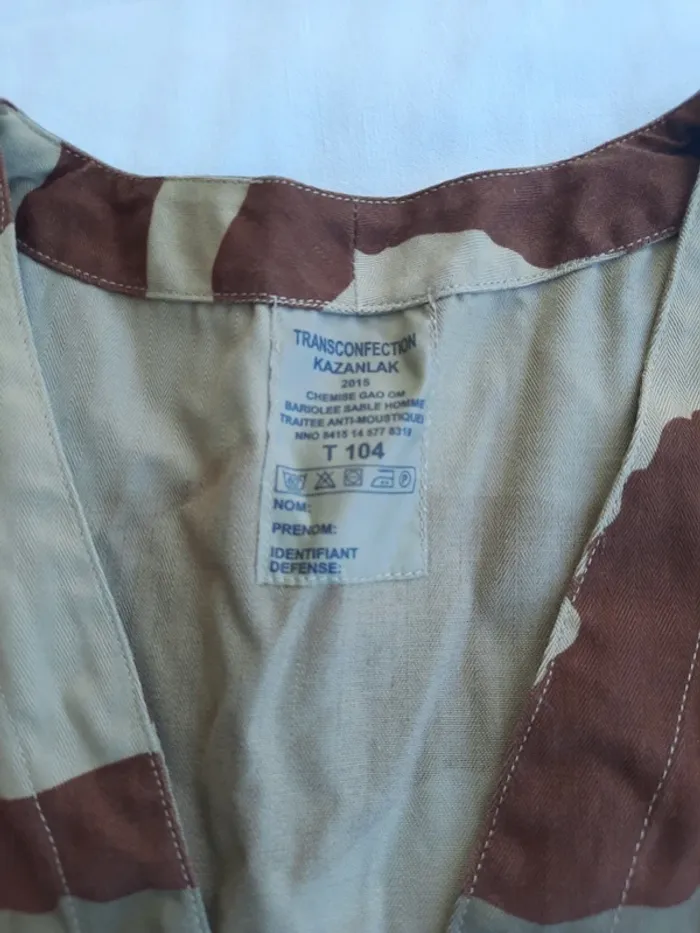 TRANSCONFECTION
KAZANLAK
2015
CHEMISE GAO OM
BARIOLEE SABLE HOMME
TRAITEE ANTI-MOUSTIQUE
NNO 8415 14 577 8318
T 104
NOM:
PRENOM:
IDENTIFIANT
DEFENSE: